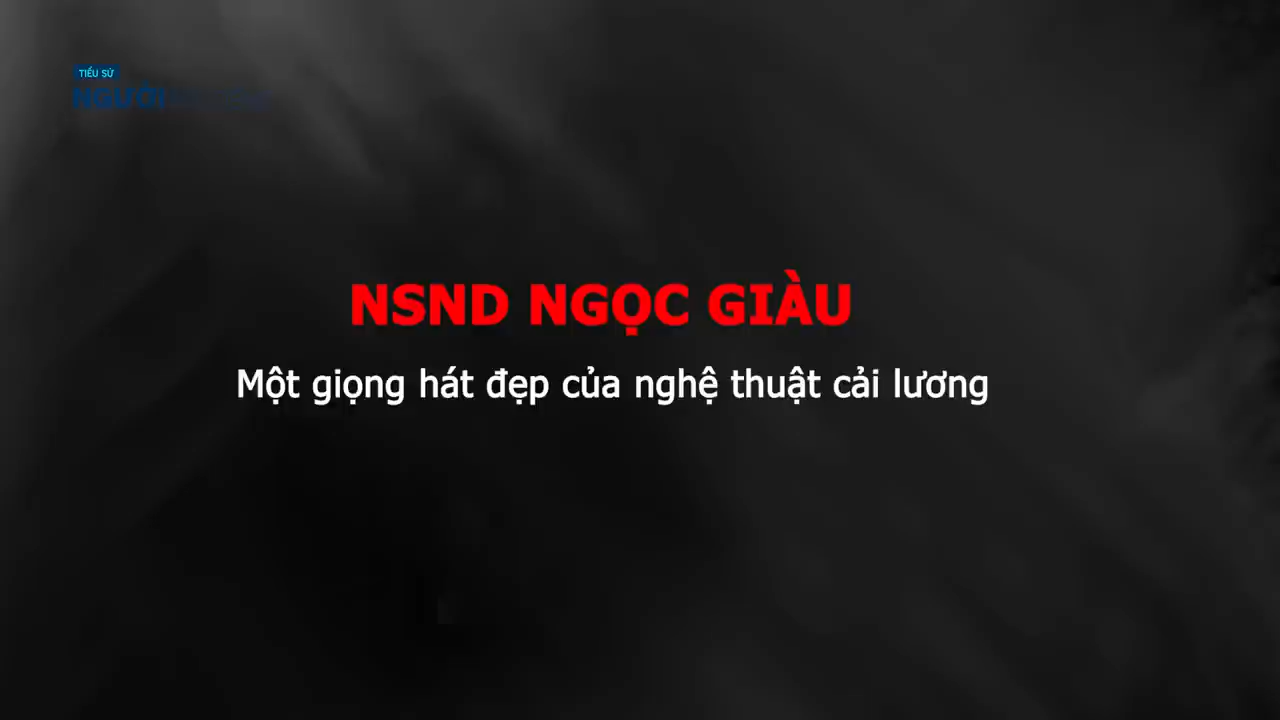 TIỂU SỬ
NGƯỜI
NSND NGỌC GIÀU
Một giọng hát đẹp của nghệ thuật cải lương